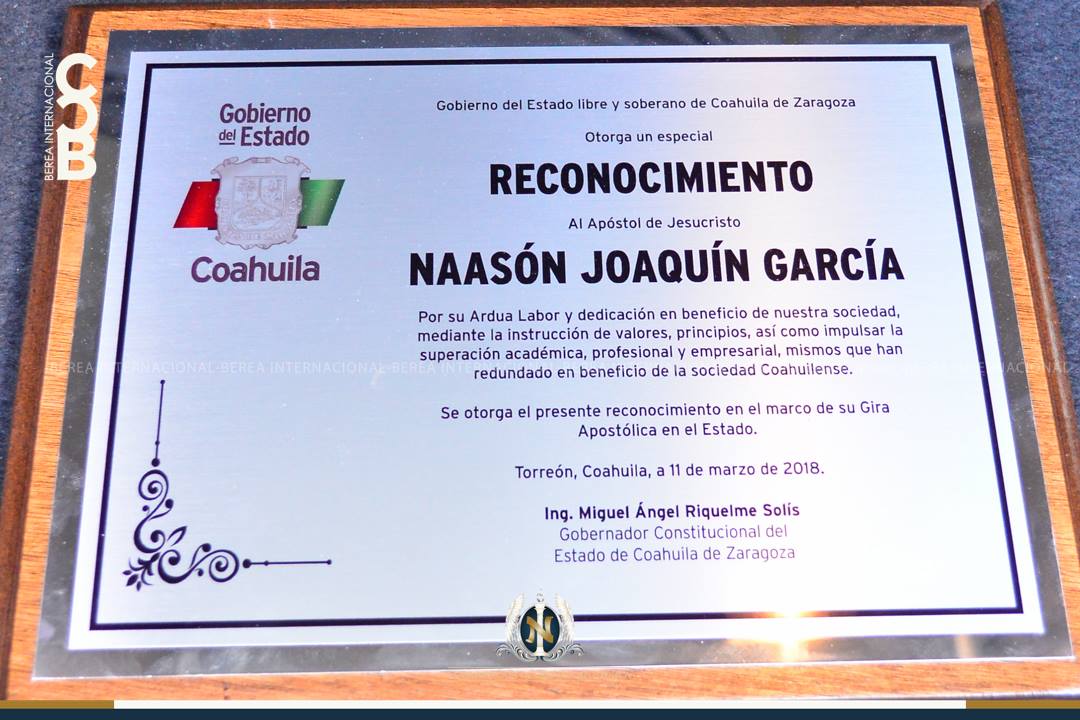 BEREA INTERNACIONAL
Gobierno
del Estado
Coahuila
Gobierno del Estado libre y soberano de Coahuila de Zaragoza
Otorga un especial
RECONOCIMIENTO
Al Apóstol de Jesucristo
NAASÓN JOAQUÍN GARCÍA
Por su Ardua Labor y dedicación en beneficio de nuestra sociedad,
mediante la instrucción de valores, principios, así como impulsar la
superación académica, profesional y empresarial, mismos que han
redundado en beneficio de la sociedad Coahuilense.
BEREA INTERNACIONAL-BEREA INTERNACIONAL-BEREA
Se otorga el presente reconocimiento en el marco de su Gira
Apostólica en el Estado.
Torreón, Coahuila, a 11 de marzo de 2018.
Ing. Miguel Ángel Riquelme Solís
Gobernador Constitucional del
Estado de Coahuila de Zaragoza
N